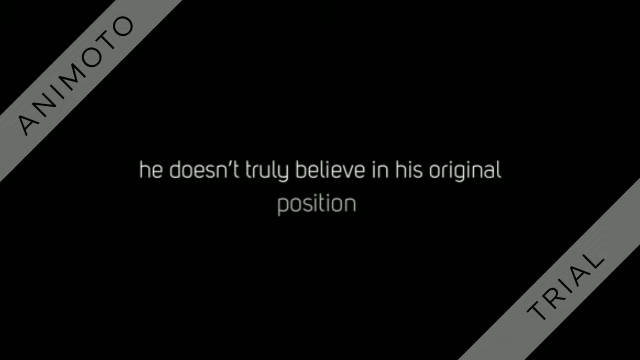 ANIMOTO
he doesn't truly believe in his original
position
TRIAL